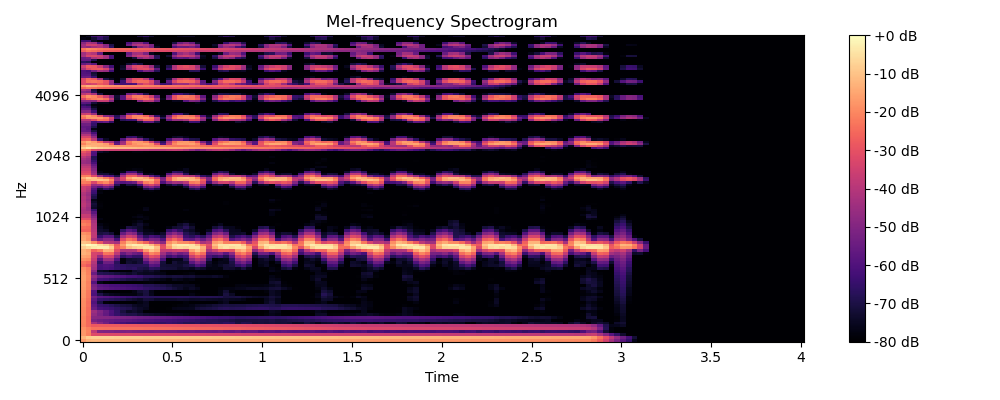 Mel-frequency Spectrogram
Hz
4096
2048
1024
512
0
0
0.5
1
1.5
2
2.5
3
3.5
4
Time
+0 dB
-10 dB
-20 dB
-30 dB
-40 dB
-50 dB
-60 dB
-70 dB
-80 dB